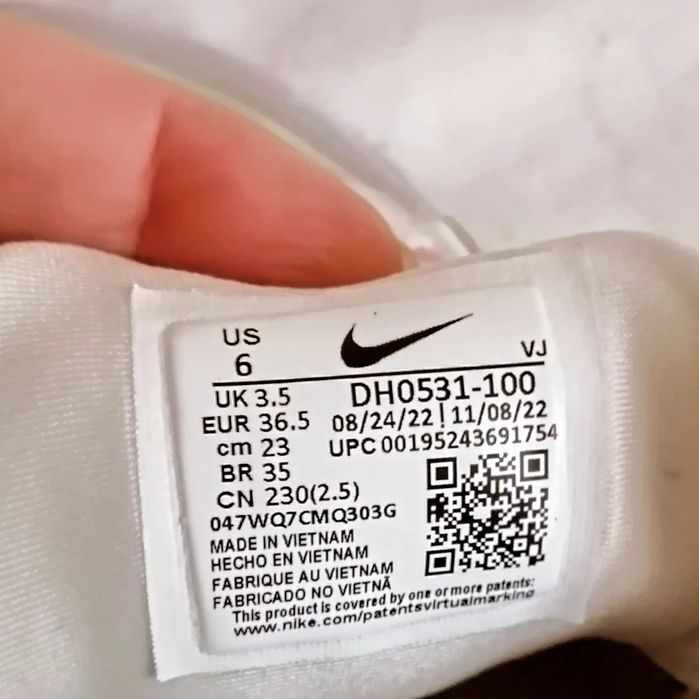 US
6
VJ
UK 3.5 DH0531-100
EUR 36.5 08/24/22 | 11/08/22
cm 23 UPC 00195243691754
BR 35
CN 230(2.5)
047WQ7CMQ303G
MADE IN VIETNAM
HECHO EN VIETNAM
FABRIQUE AU VIETNAM
FABRICADO NO VIETNÃ
This product is covered by one or more patents:
www.nike.com/patentsvirtualmarking